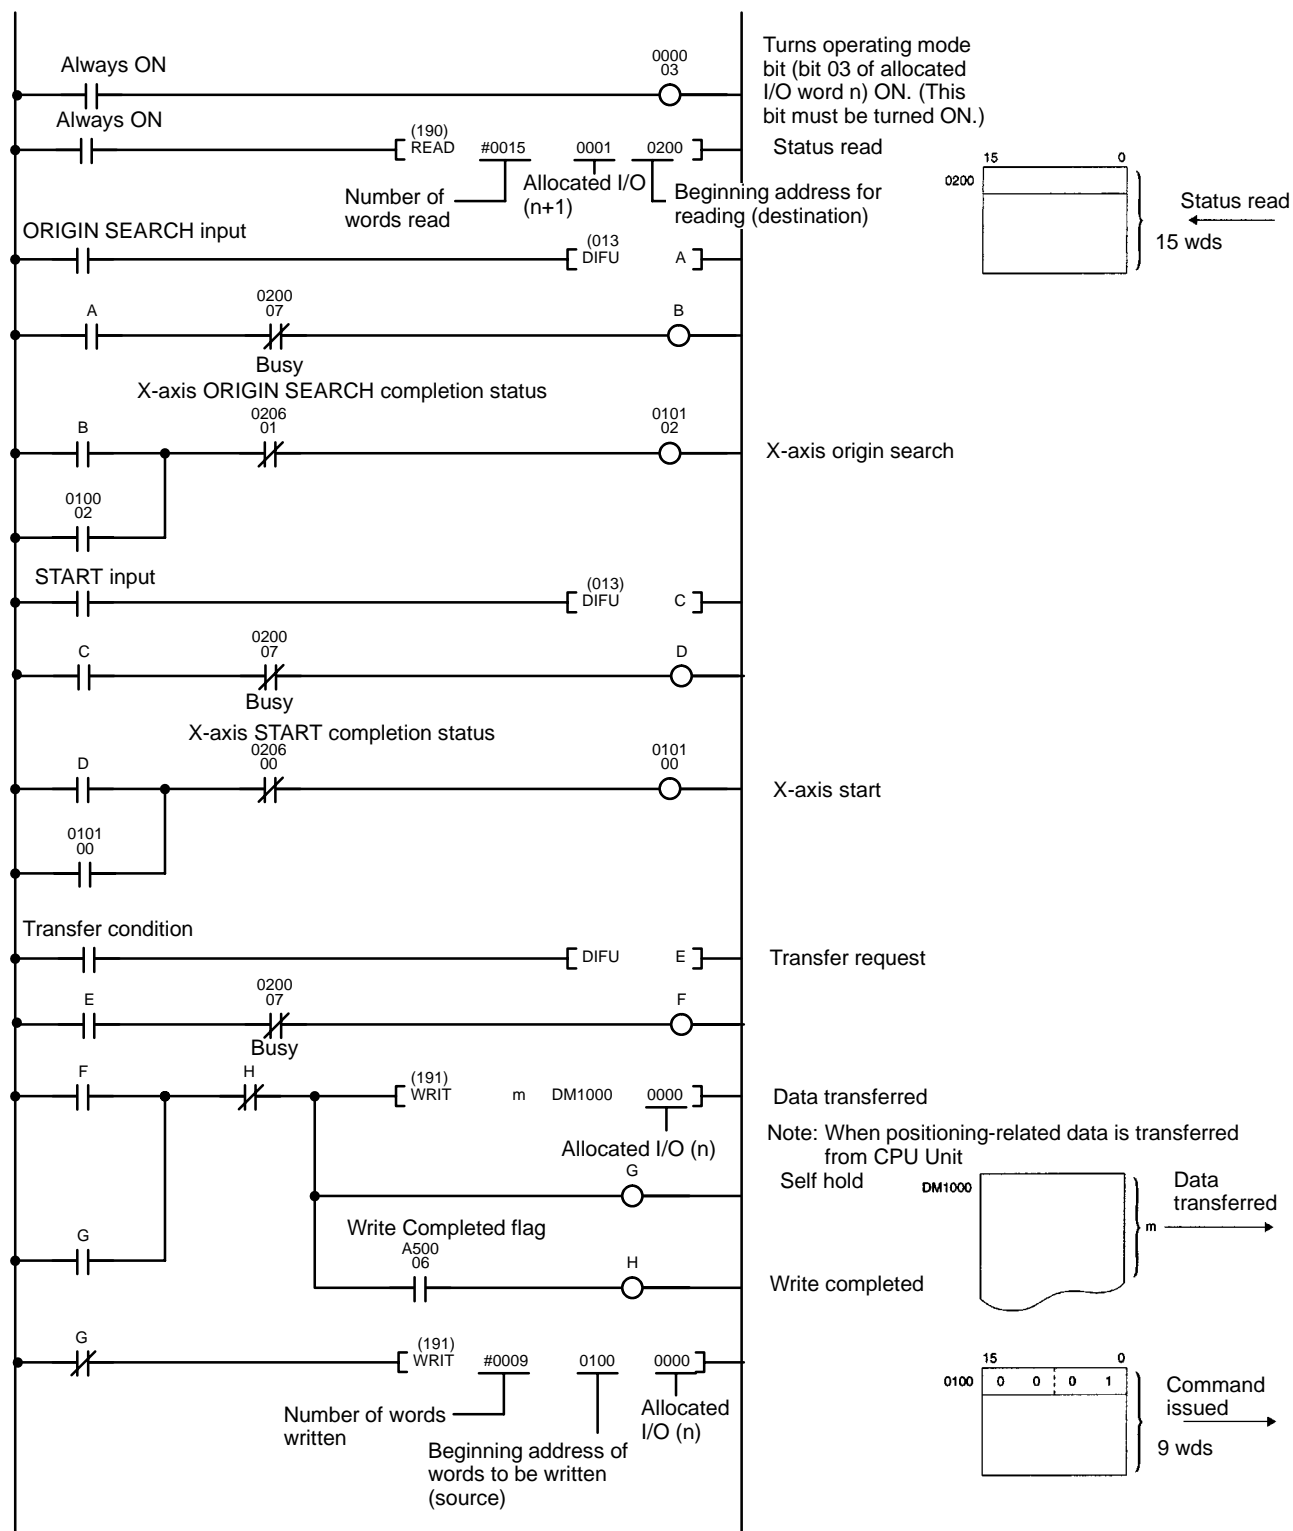 Always ON
0000
03
Turns operating mode
bit (bit 03 of allocated
I/O word n) ON. (This
bit must be turned ON.)
Always ON
(190)
READ #0015 0001 0200
Status read
Number of
words read
Allocated I/O
(n+1)
Beginning address for
reading (destination)
15 0
0200
Status read
15 wds
ORIGIN SEARCH input
(013
DIFU A
A
0200
07
Busy
B
X-axis ORIGIN SEARCH completion status
B
0206
01
0101
02
X-axis origin search
0100
02
START input
(013)
DIFU C
C
0200
07
Busy
D
X-axis START completion status
D
0206
00
0101
00
X-axis start
0101
00
Transfer condition
DIFU E
Transfer request
E
0200
07
Busy
F
F
H
(191)
WRIT m DM1000 0000
Data transferred
Allocated I/O (n)
Note: When positioning-related data is transferred
from CPU Unit
G
Self hold
DM1000
m
Data
transferred
G
Write Completed flag
A500
06
H
Write completed
G
(191)
WRIT #0009 0100 0000
Number of words
written
Beginning address of
words to be written
(source)
Allocated
I/O (n)
15 0
0100 0 0 0 1
Command
issued
9 wds